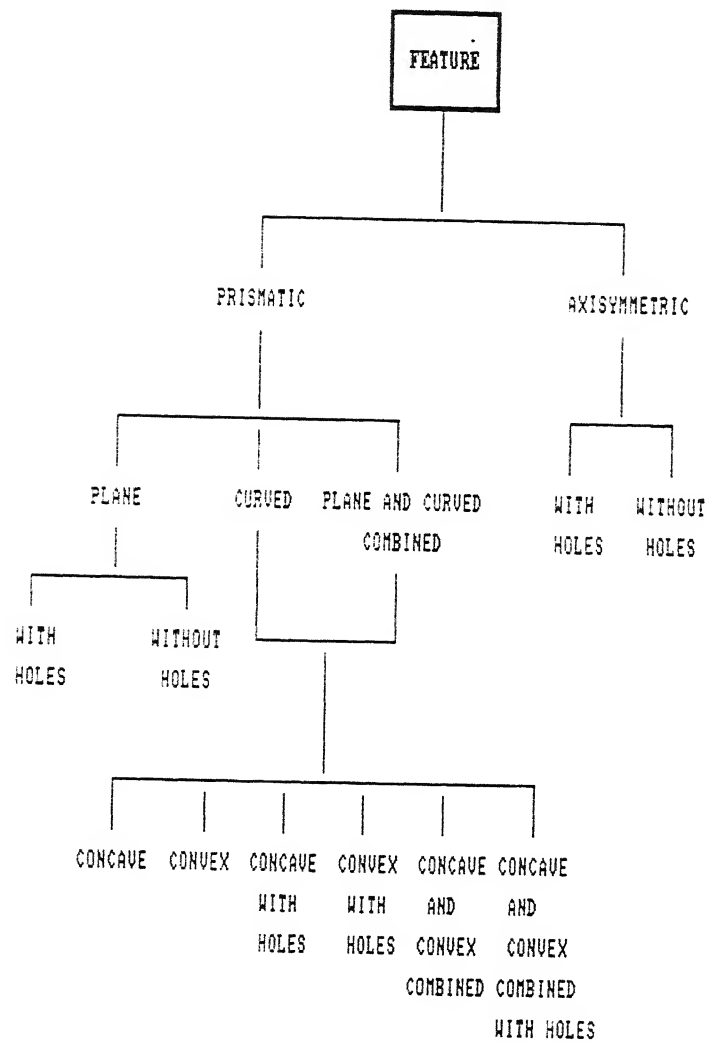 FEATURE
PRISMATIC
AXISYMMETRIC
PLANE
CURVED
PLANE AND CURVED
COMBINED
WITH
HOLES
WITHOUT
HOLES
WITH
HOLES
WITHOUT
HOLES
CONCAVE
CONVEX
CONCAVE
WITH
HOLES
CONVEX
WITH
HOLES
CONCAVE
AND
CONVEX
COMBINED
CONCAVE
AND
CONVEX
COMBINED
WITH HOLES